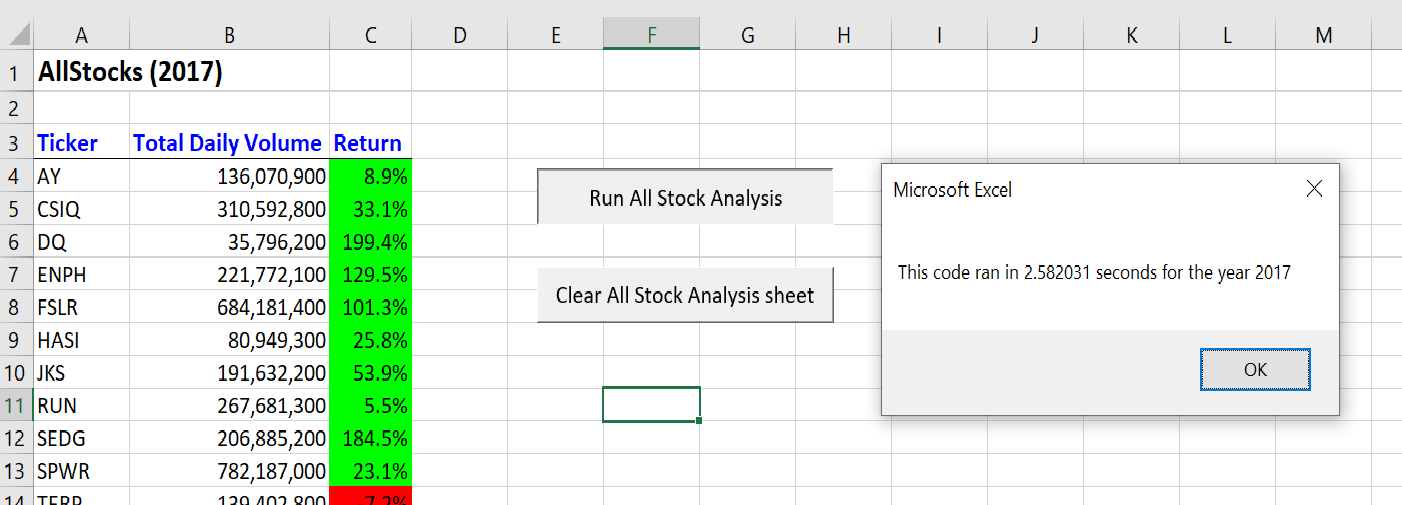 A B C D E F G H I J K L M
1 AllStocks (2017)
2
3 Ticker Total Daily Volume Return
4 AY 136,070,900 8.9%
5 CSIQ 310,592,800 33.1%
6 DQ 35,796,200 199.4%
7 ENPH 221,772,100 129.5%
8 FSLR 684,181,400 101.3%
9 HASI 80,949,300 25.8%
10 JKS 191,632,200 53.9%
11 RUN 267,681,300 5.5%
12 SEDG 206,885,200 184.5%
13 SPWR 782,187,000 23.1%
14 TERP 139,402,800
Run All Stock Analysis
Clear All Stock Analysis sheet
Microsoft Excel
This code ran in 2.582031 seconds for the year 2017
OK